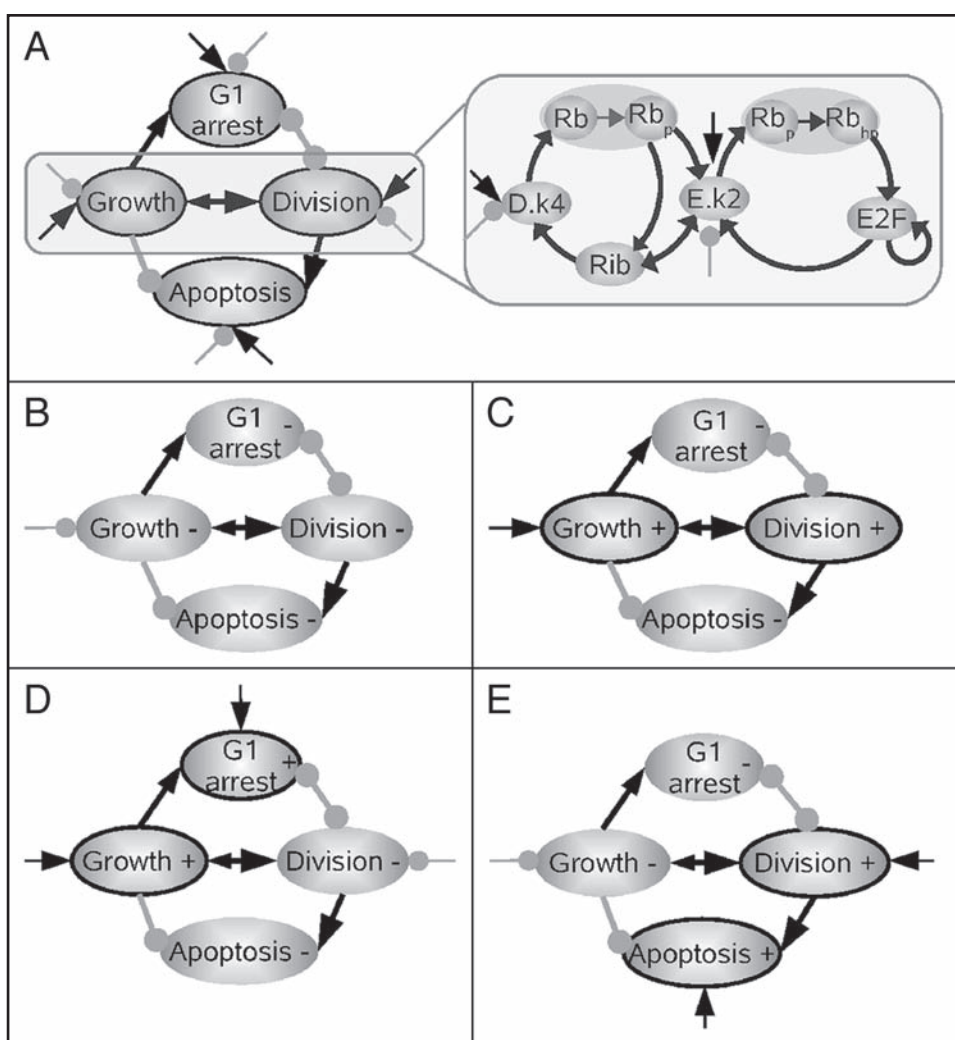 A
G1
arrest
Growth
Division
Apoptosis
Rb
Rbp
Rbp
Rbhp
D.k4
E.k2
E2F
Rib
B
G1 -
arrest
Growth -
Division -
Apoptosis -
C
G1 -
arrest
Growth +
Division +
Apoptosis -
D
G1 +
arrest
Growth +
Division -
Apoptosis -
E
G1 -
arrest
Growth -
Division +
Apoptosis +